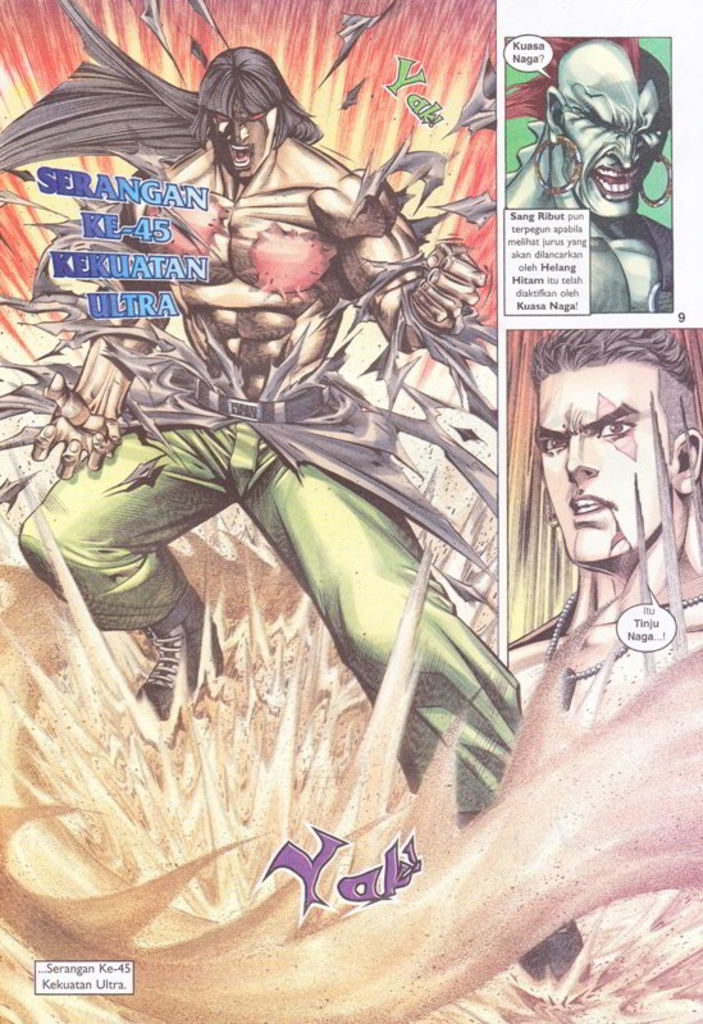 Yak
SERANGAN
KE-45
KEKUATAN
ULTRA
Yak
...Serangan Ke-45
Kekuatan Ultra.
Kuasa
Naga?
Sang Ribut pun
terpegun apabila
melihat jurus yang
akan dilancarkan
oleh Helang
Hitam itu telah
diaktifkan oleh
Kuasa Naga!
9
Itu
Tinju
Naga...!